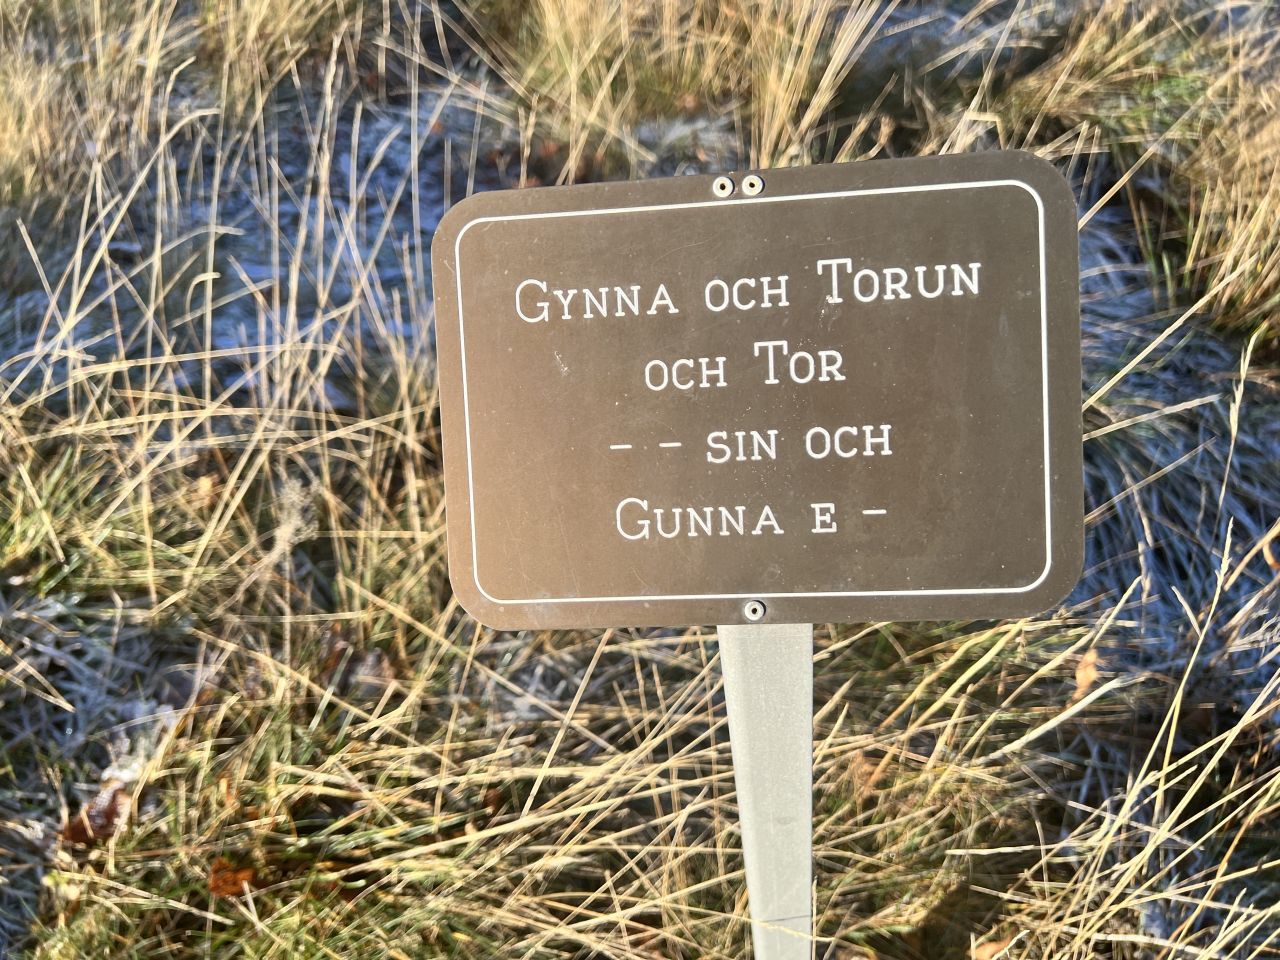 Gynna och Torun
och Tor
- - sin och
Gunna e -